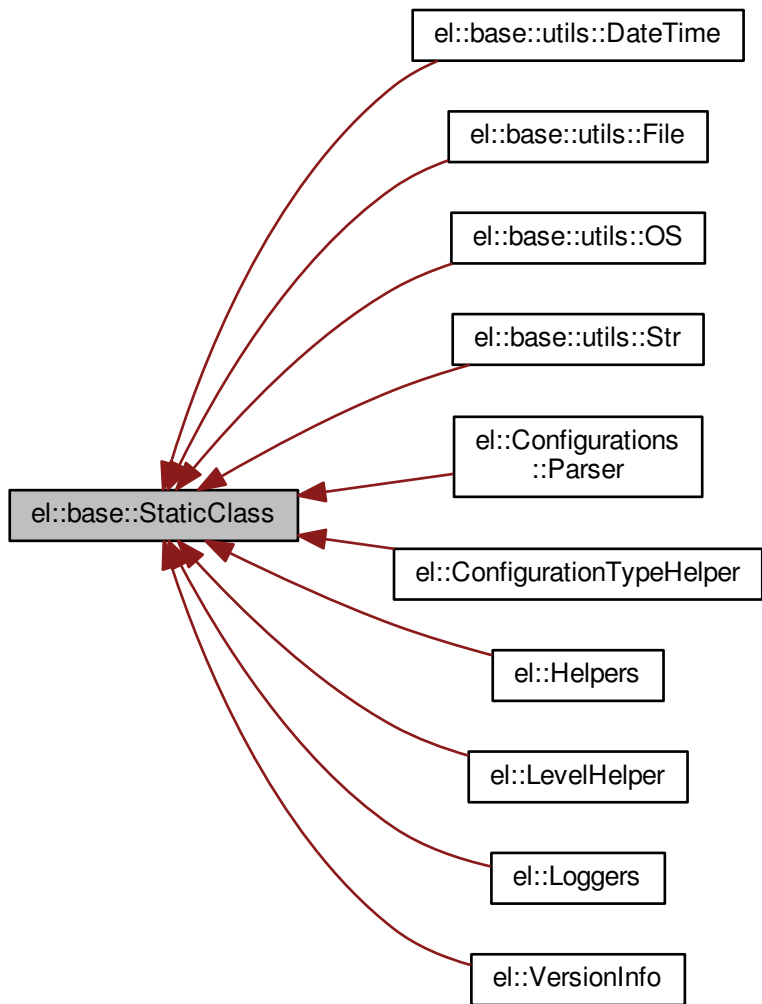 el::base::utils::DateTime
el::base::utils::File
el::base::utils::OS
el::base::utils::Str
el::Configurations
::Parser
el::base::StaticClass
el::ConfigurationTypeHelper
el::Helpers
el::LevelHelper
el::Loggers
el::VersionInfo